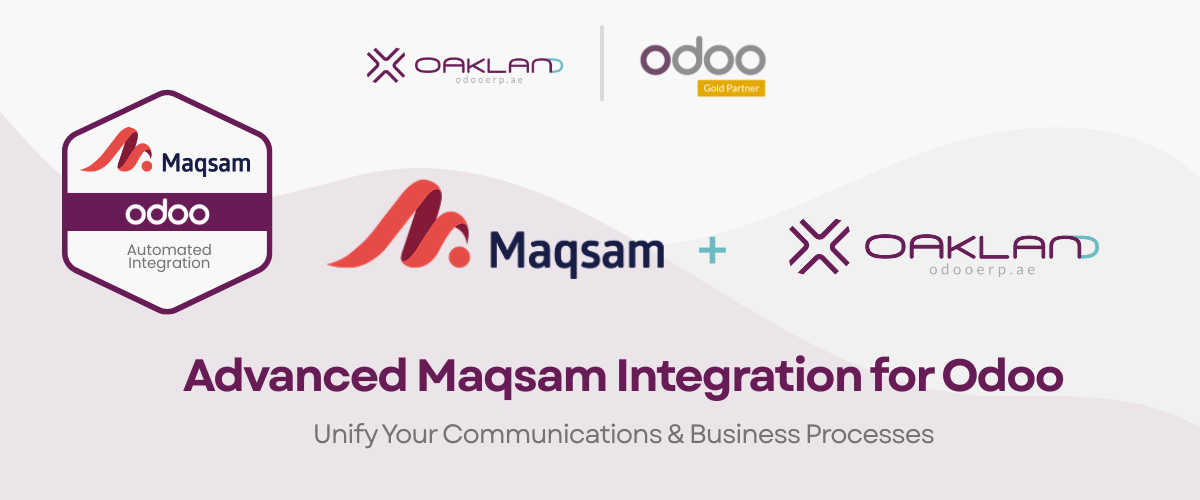 OAKLAND
odooerp.ae
odoo
Gold Partner
Maqsam
odoo
Automated
Integration
Maqsam
+
OAKLAND
odooerp.ae
Advanced Maqsam Integration for Odoo
Unify Your Communications & Business Processes